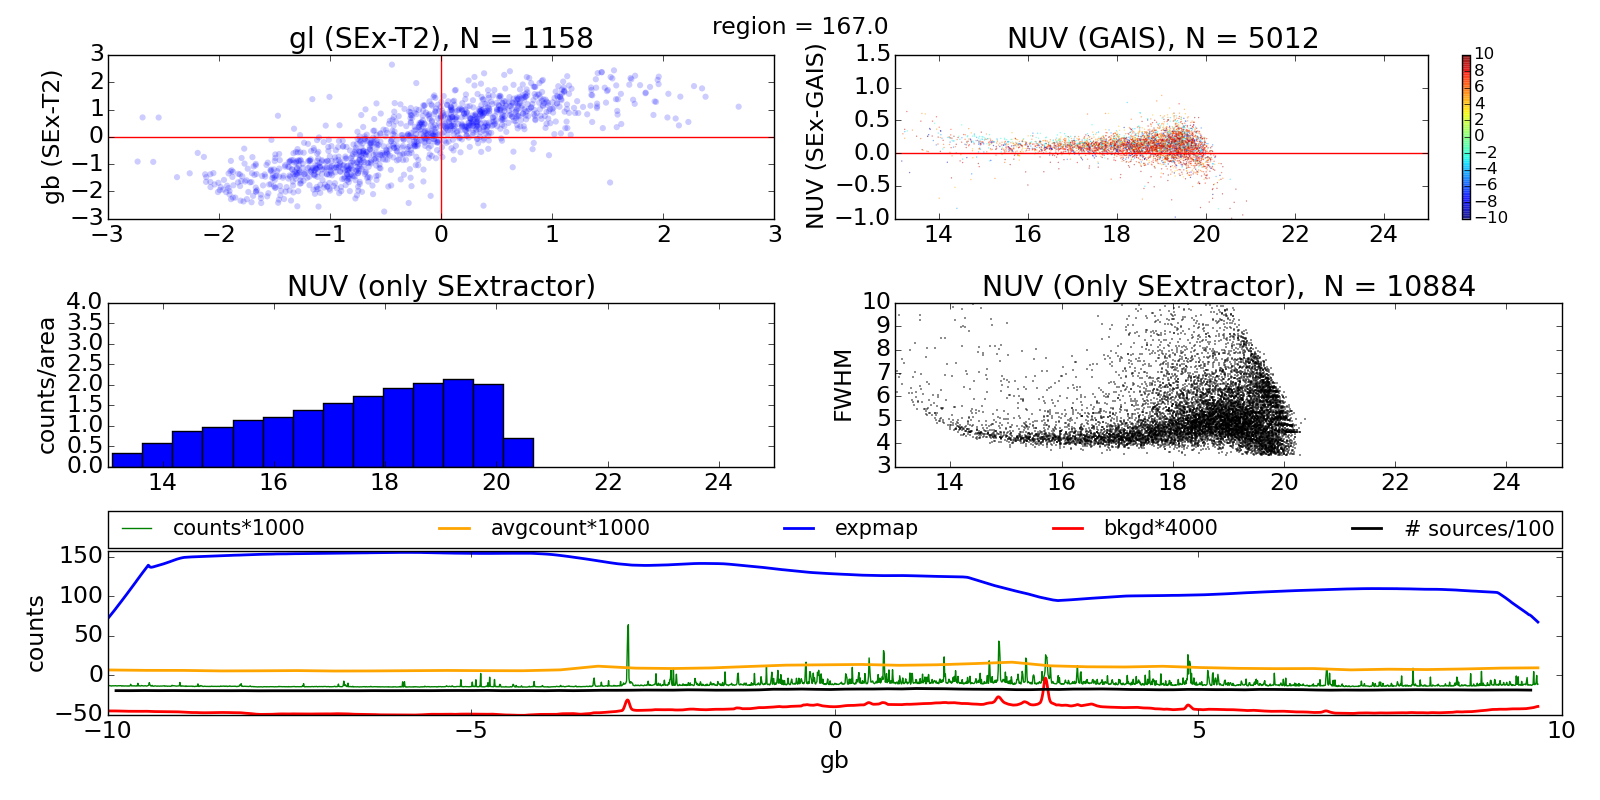 region = 167.0
gl (SEx-T2), N = 1158
gb (SEx-T2)
3
2
1
0
−1
−2
−3
−3 −2 −1 0 1 2 3
NUV (GAIS), N = 5012
NUV (SEx-GAIS)
1.5
1.0
0.5
0.0
−0.5
−1.0
14 16 18 20 22 24
10
8
6
4
2
0
−2
−4
−6
−8
−10
NUV (only SExtractor)
counts/area
4.0
3.5
3.0
2.5
2.0
1.5
1.0
0.5
0.0
14 16 18 20 22 24
NUV (Only SExtractor), N = 10884
FWHM
10
9
8
7
6
5
4
3
14 16 18 20 22 24
counts*1000 avgcount*1000 expmap bkgd*4000 # sources/100
counts
150
100
50
0
−50
−10 −5 0 5 10
gb